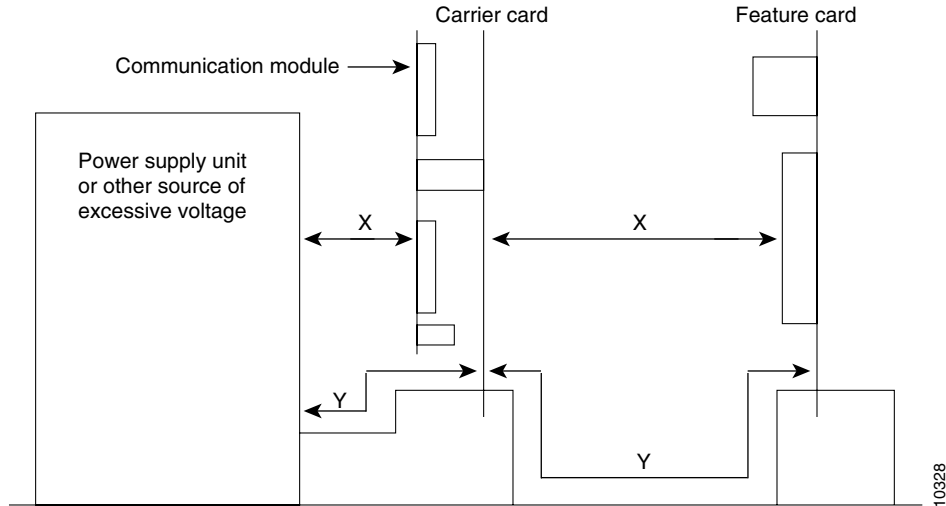 Carrier card
Feature card
Communication module
Power supply unit
or other source of
excessive voltage
X
X
Y
Y
10328